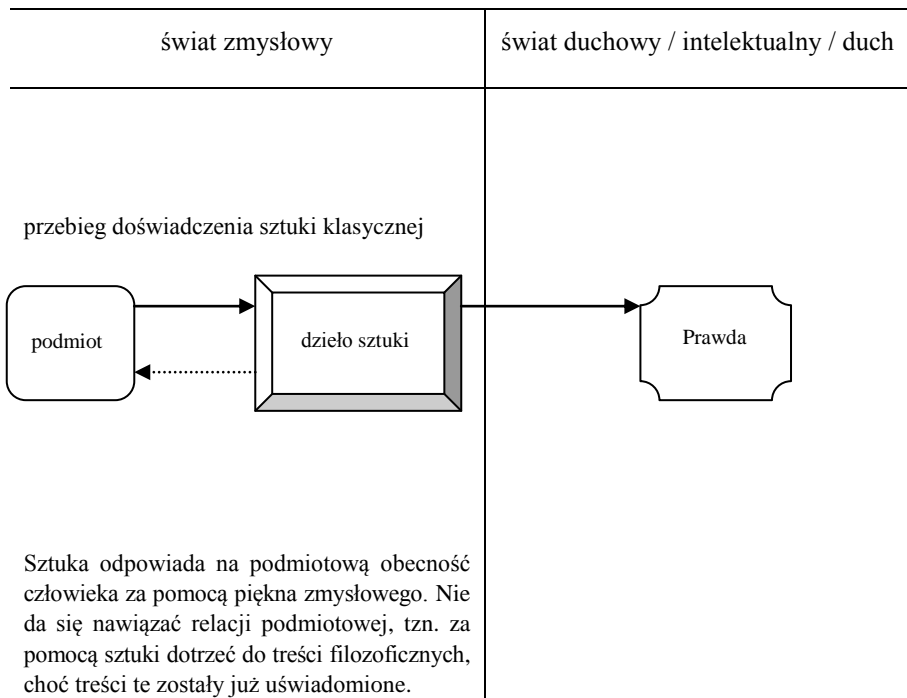 świat zmysłowy
świat duchowy / intelektualny / duch
przebieg doświadczenia sztuki klasycznej
podmiot
dzieło sztuki
Prawda
Sztuka odpowiada na podmiotową obecność
człowieka za pomocą piękna zmysłowego. Nie
da się nawiązać relacji podmiotowej, tzn. za
pomocą sztuki dotrzeć do treści filozoficznych,
choć treści te zostały już uświadomione.